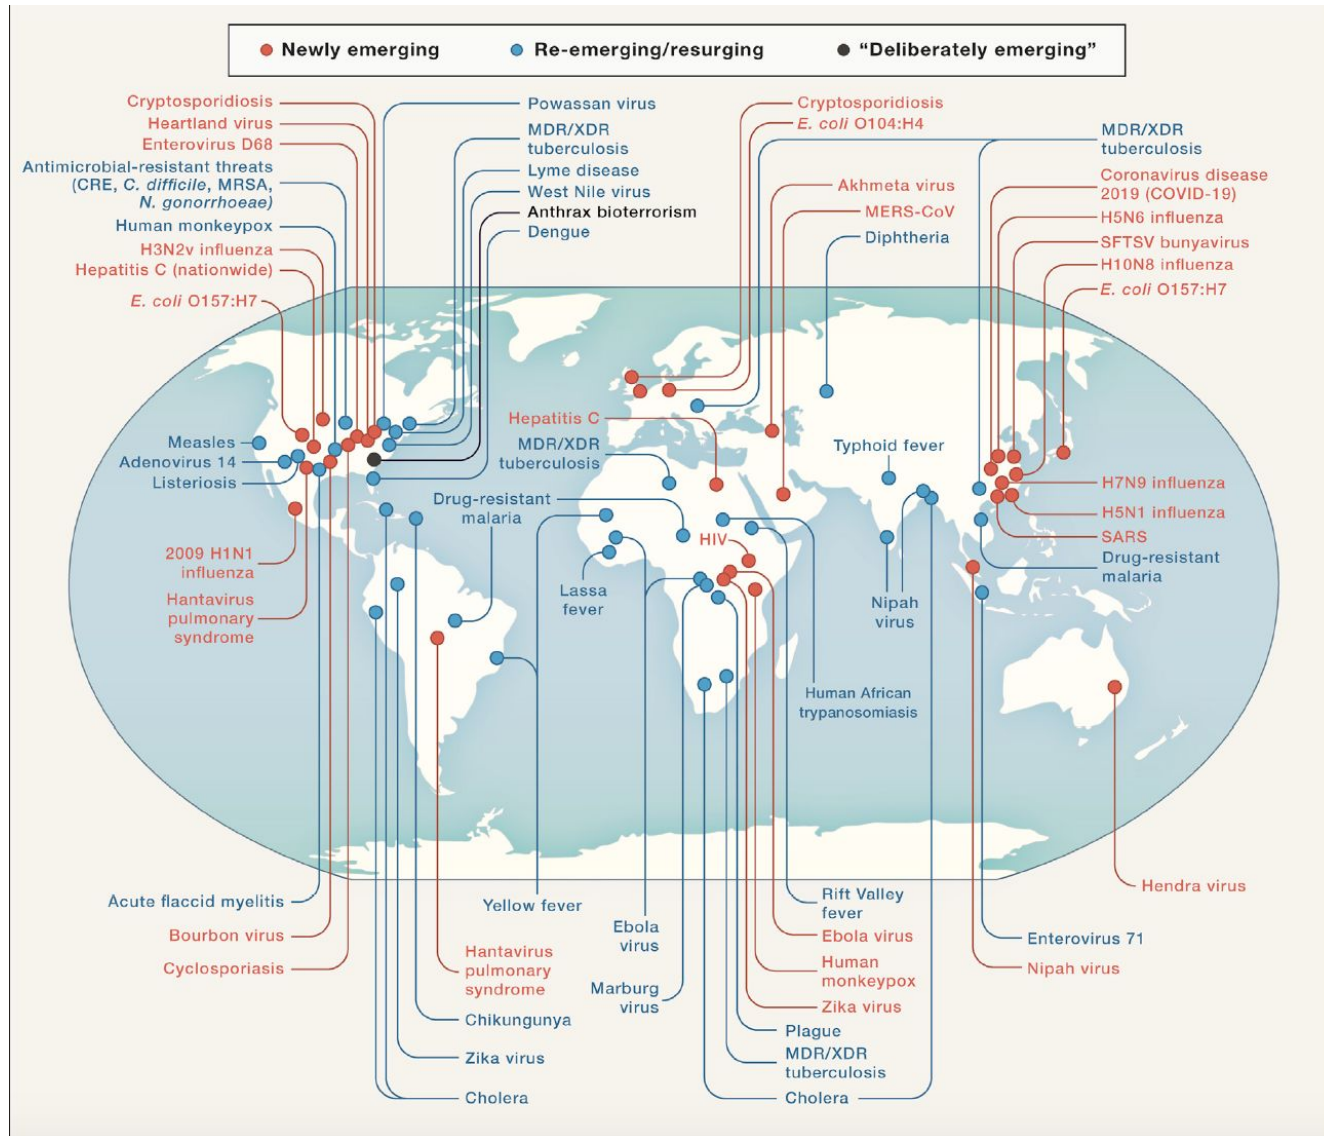 Newly emerging
Re-emerging/resurging
“Deliberately emerging”
Cryptosporidiosis
Heartland virus
Enterovirus D68
Antimicrobial-resistant threats
(CRE, C. difficile, MRSA,
N. gonorrhoeae)
Human monkeypox
H3N2v influenza
Hepatitis C (nationwide)
E. coli O157:H7
Powassan virus
MDR/XDR
tuberculosis
Lyme disease
West Nile virus
Anthrax bioterrorism
Dengue
Cryptosporidiosis
E. coli O104:H4
Akhmeta virus
MERS-CoV
Diphtheria
MDR/XDR
tuberculosis
Coronavirus disease
2019 (COVID-19)
H5N6 influenza
SFTSV bunyavirus
H10N8 influenza
E. coli O157:H7
Measles
Adenovirus 14
Listeriosis
2009 H1N1
influenza
Hantavirus
pulmonary
syndrome
Hepatitis C
MDR/XDR
tuberculosis
Drug-resistant
malaria
HIV
Lassa
fever
Typhoid fever
Nipah
virus
Human African
trypanosomiasis
H7N9 influenza
H5N1 influenza
SARS
Drug-resistant
malaria
Acute flaccid myelitis
Bourbon virus
Cyclosporiasis
Yellow fever
Hantavirus
pulmonary
syndrome
Chikungunya
Zika virus
Cholera
Ebola
virus
Marburg
virus
Rift Valley
fever
Ebola virus
Human
monkeypox
Zika virus
Plague
MDR/XDR
tuberculosis
Cholera
Hendra virus
Enterovirus 71
Nipah virus